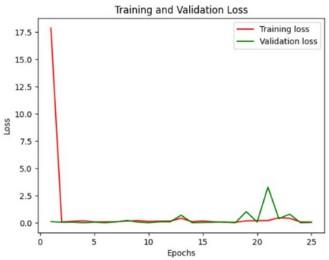 Training and Validation Loss
Training loss
Validation loss
17.5
15.0
12.5
10.0
7.5
5.0
2.5
0.0
Loss
0
5
10
15
20
25
Epochs